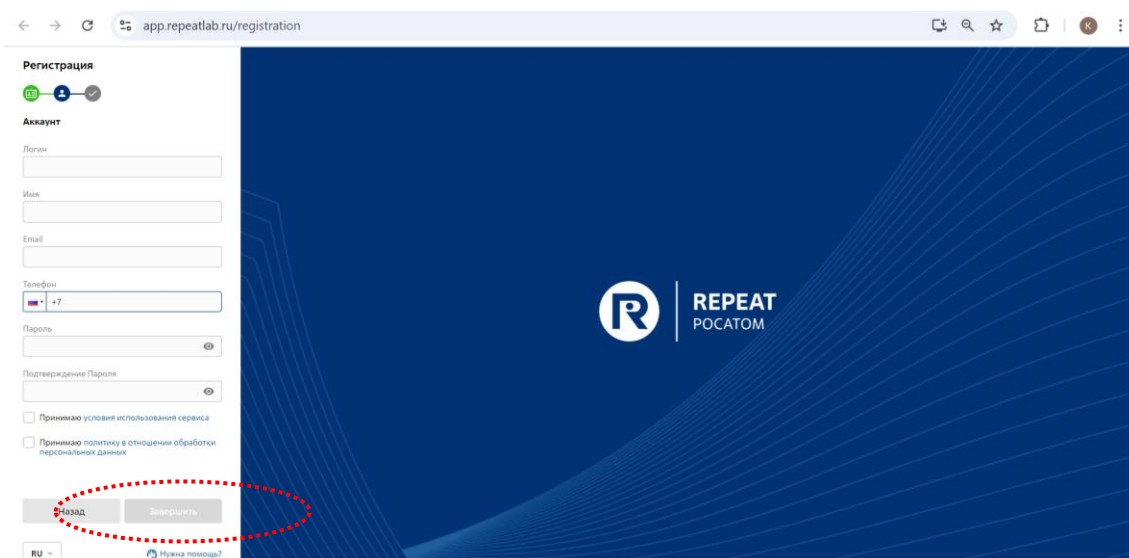 app.repeatlab.ru/registration
K
Регистрация
Аккаунт
Логин
Имя
Email
Телефон
+7
Пароль
Подтверждение Пароля
Принимаю условия использования сервиса
Принимаю политику в отношении обработки
персональных данных
Назад
Завершить
RU
Нужна помощь?
R
REPEAT
РОСАТОМ